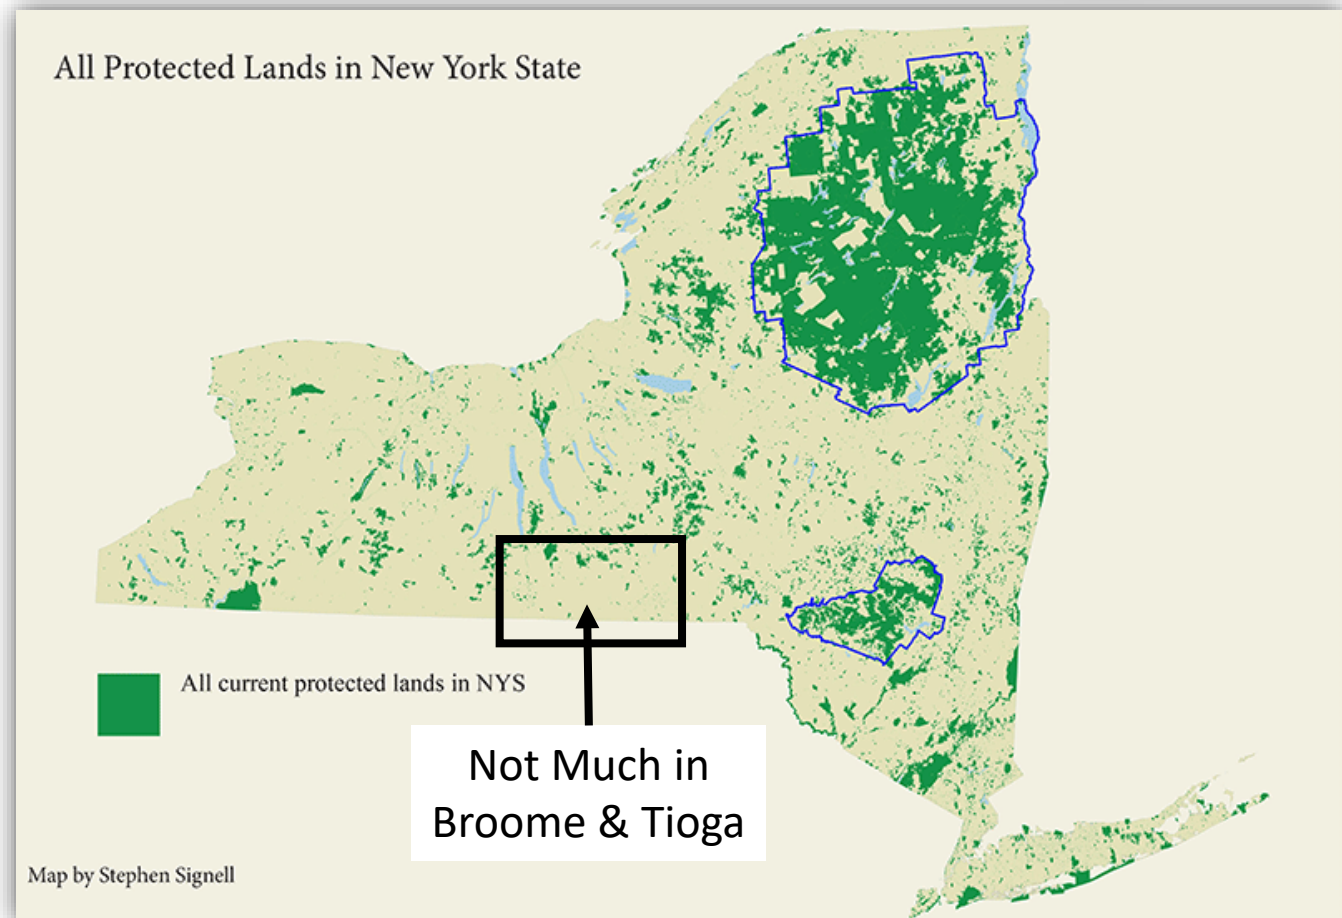 All Protected Lands in New York State
All current protected lands in NYS
Not Much in
Broome & Tioga
Map by Stephen Signell